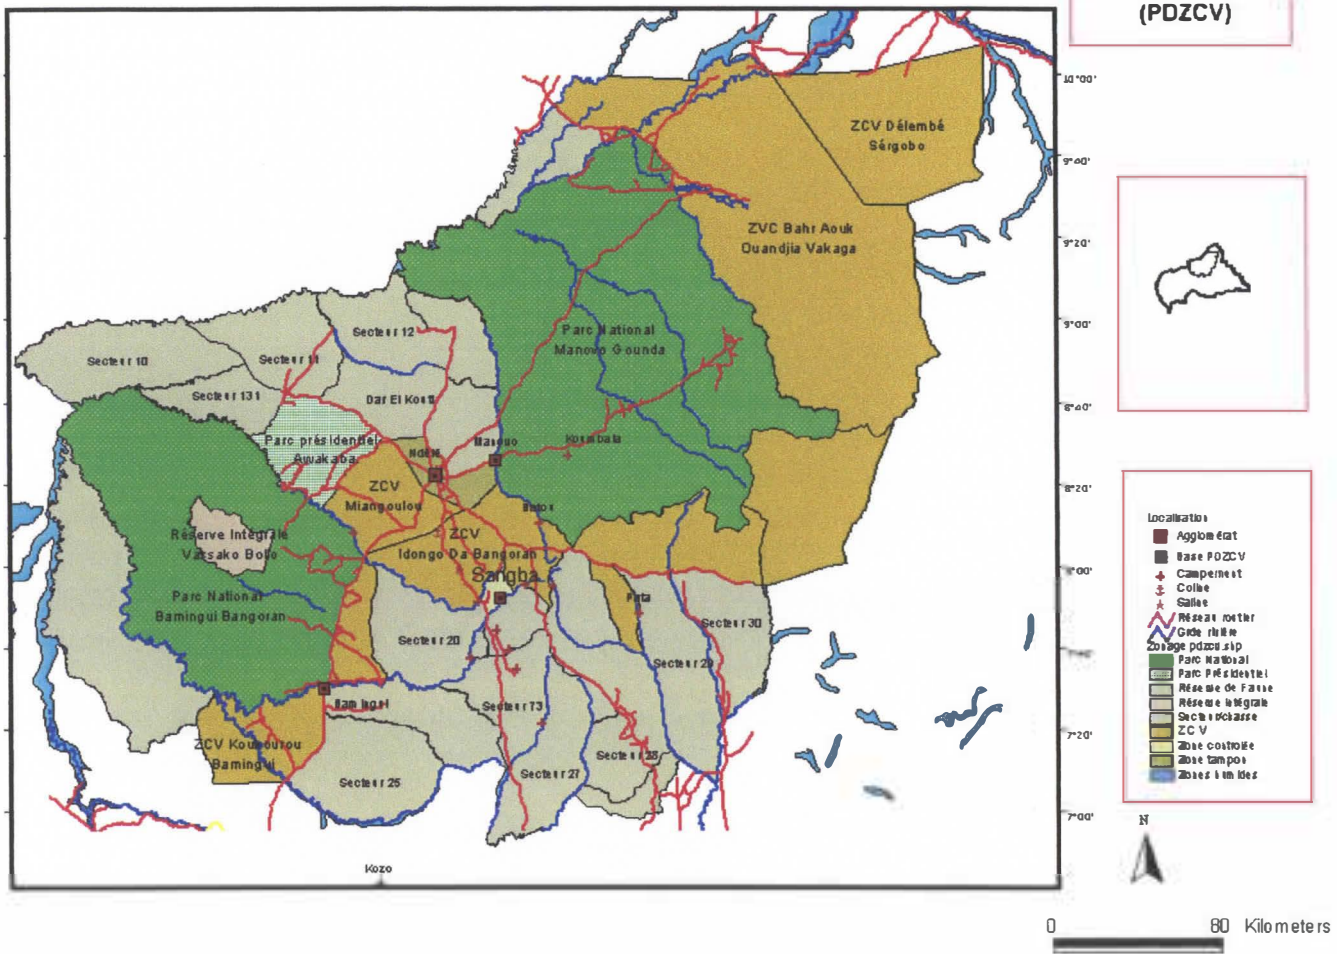 (PDZCV)
10°00'
ZCV Délembé
Sérgobo
9°40'
ZVC Bahr Aouk
Ouandjia Vakaga
9°20'
9°00'
Parc National
Manovo Gounda
Secteur 12
Secteur 10
Secteur 11
Secteur 131
Dar El Kouti
8°40'
Parc présidentiel
Awakaba
Ndélé
Manovo
Koumbala
ZCV
Miangoulou
8°20'
Réserve Intégrale
Vassako Bollo
ZCV
Idongo Da Bangoran
Sangba
8°00'
Parc National
Bamingui Bangoran
Secteur 20
Secteur 30
Secteur 29
Bamingui
Secteur 73
ZCV Koukourou
Bamingui
7°20'
Secteur 25
Secteur 27
Secteur 28
7°00'
Kozo
Localisation
Agglomérat
Base PDZCV
Campement
Colline
Saline
Réseau routier
Grde rivière
Zonage pdzcv.shp
Parc National
Parc Présidentiel
Réserve de Faune
Réserve intégrale
Secteur/chasse
ZCV
Zone controlée
Zone tampon
Zones humides
N
0
80 Kilometers